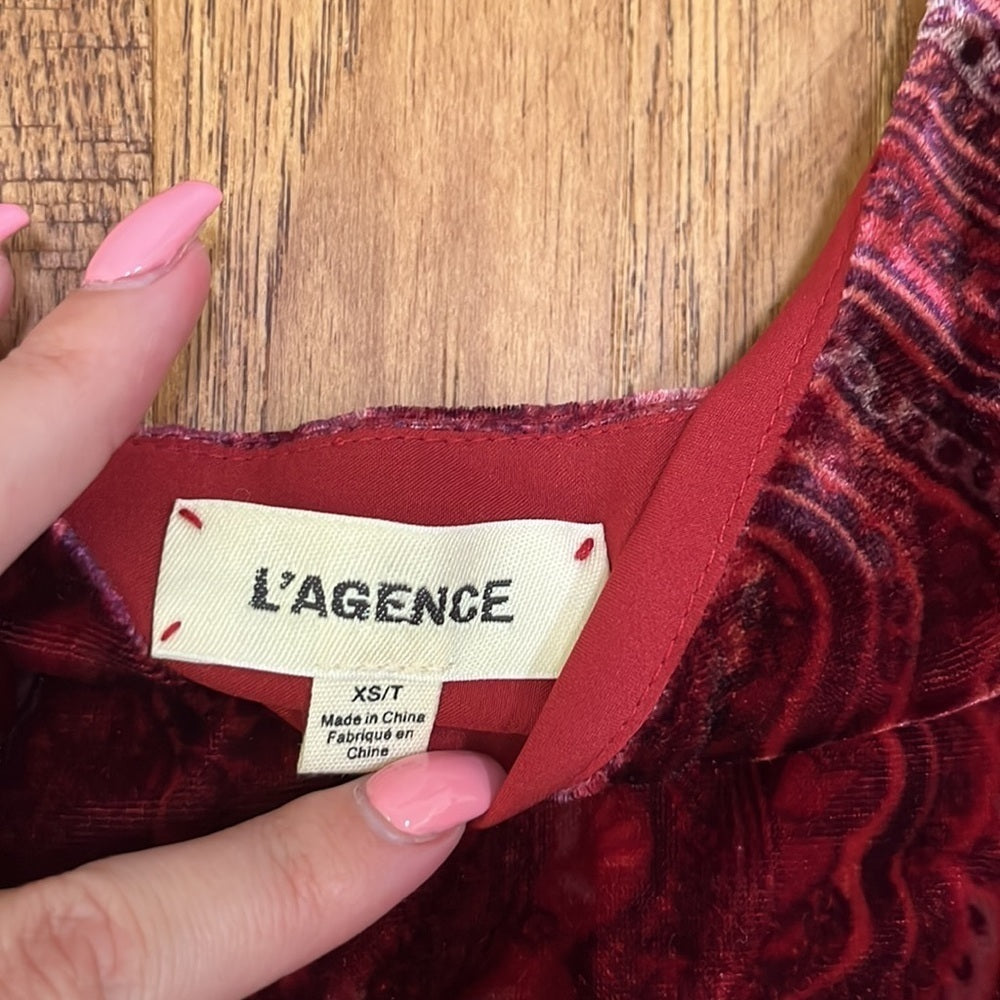 L'AGENCE
XS/T
Made in China
Fabriqué en
Chine